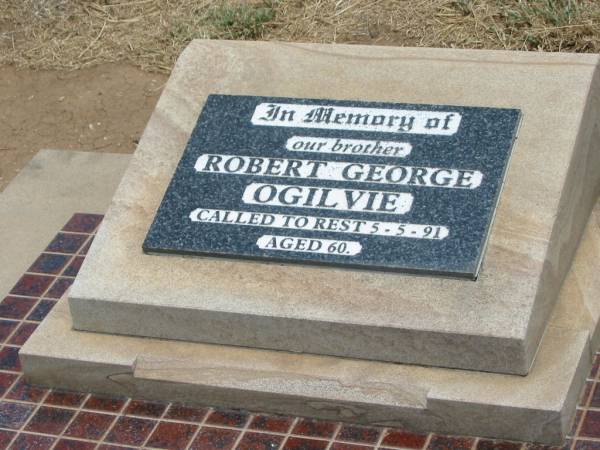 In Memory of
our brother
ROBERT GEORGE
OGILVIE
CALLED TO REST 5 - 5 - 91
AGED 60.